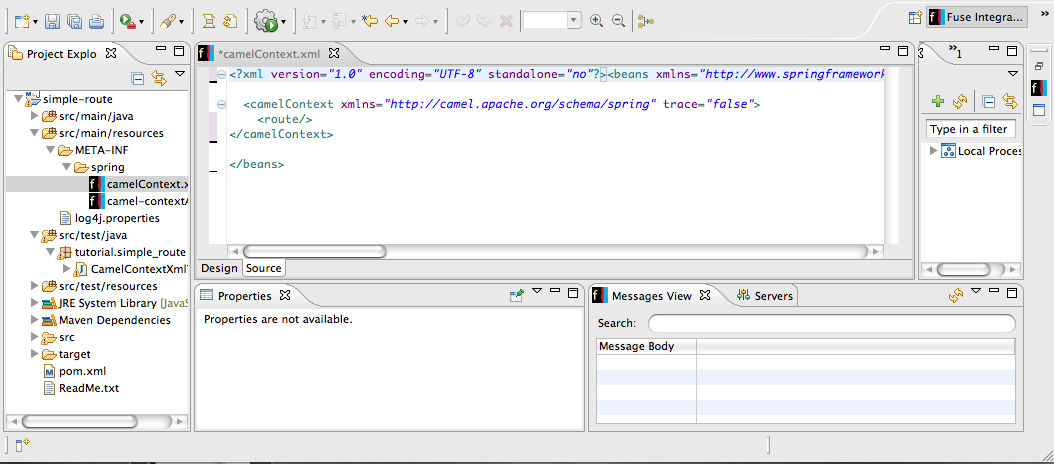 Fuse Integra...
Project Explo
*camelContext.xml
1
simple-route
src/main/java
src/main/resources
META-INF
spring
camelContext.x
camel-contextA
log4j.properties
src/test/java
tutorial.simple_route
CamelContextXmlT
src/test/resources
JRE System Library [JavaS
Maven Dependencies
src
target
pom.xml
ReadMe.txt
<?xml version="1.0" encoding="UTF-8" standalone="no"?><beans xmlns="http://www.springframework
<camelContext xmlns="http://camel.apache.org/schema/spring" trace="false">
<route/>
</camelContext>
</beans>
Design Source
Type in a filter
Local Proces
Properties
Properties are not available.
Messages View Servers
Search:
Message Body